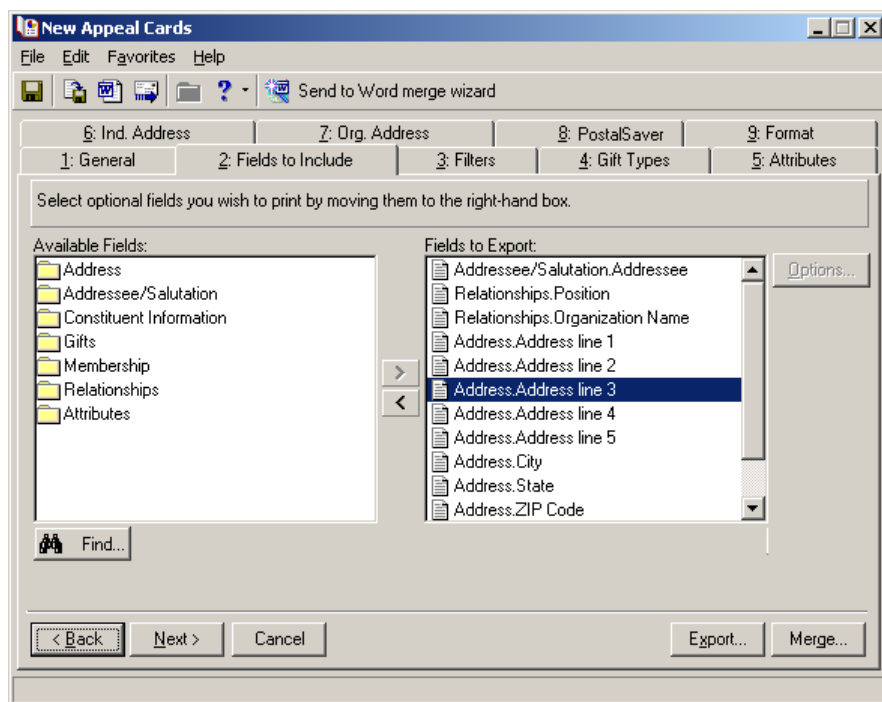 New Appeal Cards
File Edit Favorites Help
? Send to Word merge wizard
6: Ind. Address 7: Org. Address 8: PostalSaver 9: Format
1: General 2: Fields to Include 3: Filters 4: Gift Types 5: Attributes
Select optional fields you wish to print by moving them to the right-hand box.
Available Fields: Fields to Export:
Address Addressee/Salutation.Addressee Options...
Addressee/Salutation Relationships.Position
Constituent Information Relationships.Organization Name
Gifts Address.Address line 1
Membership Address.Address line 2
Relationships Address.Address line 3
Attributes Address.Address line 4
Address.Address line 5
Address.City
Address.State
Address.ZIP Code
> 
<
Find...
< Back Next > Cancel Export... Merge...